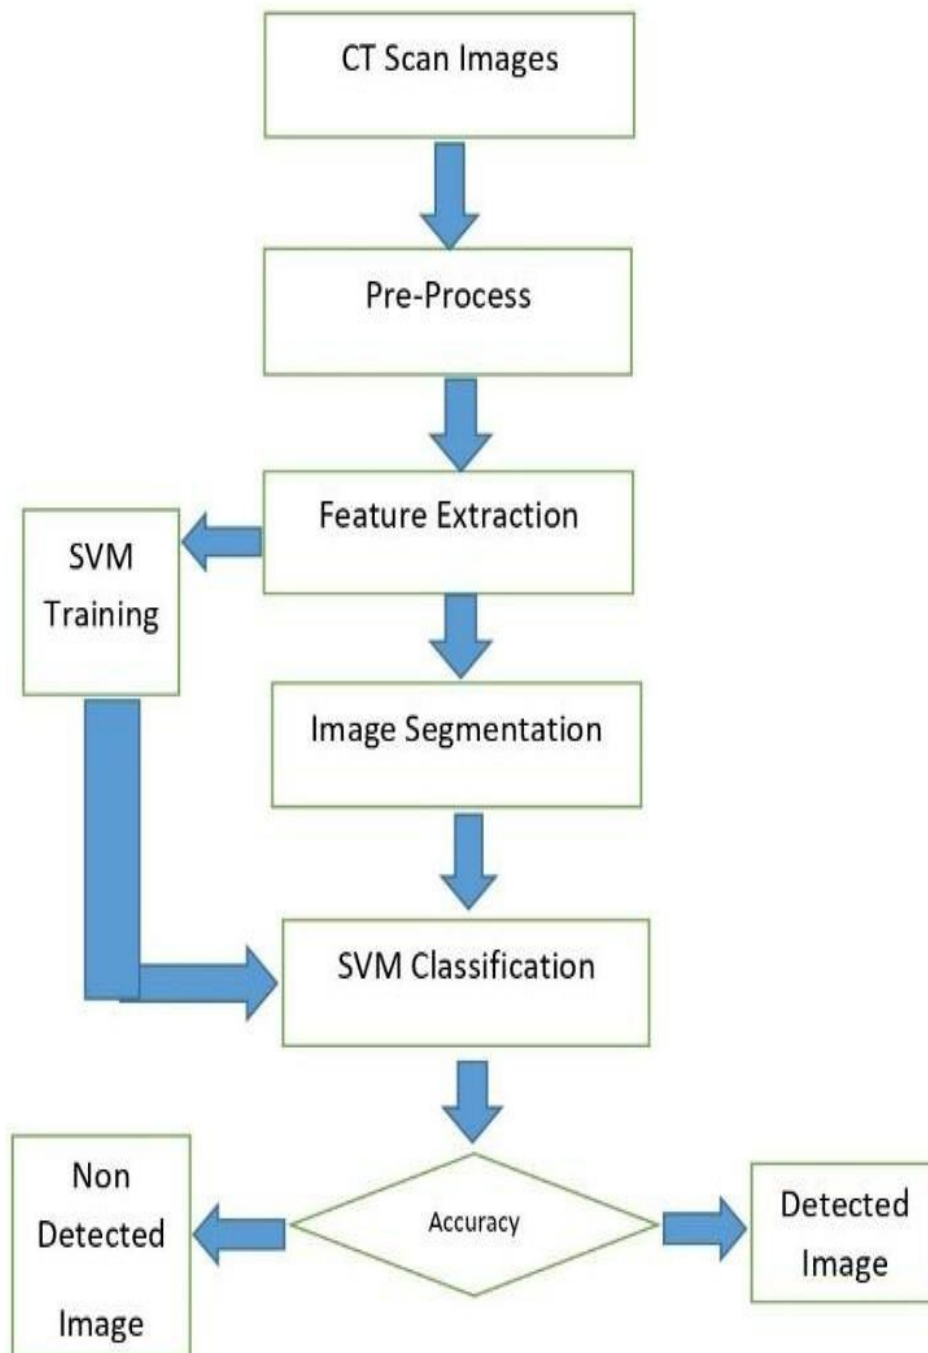 CT Scan Images
Pre-Process
Feature Extraction
SVM
Training
Image Segmentation
SVM Classification
Accuracy
Non
Detected
Image
Detected
Image